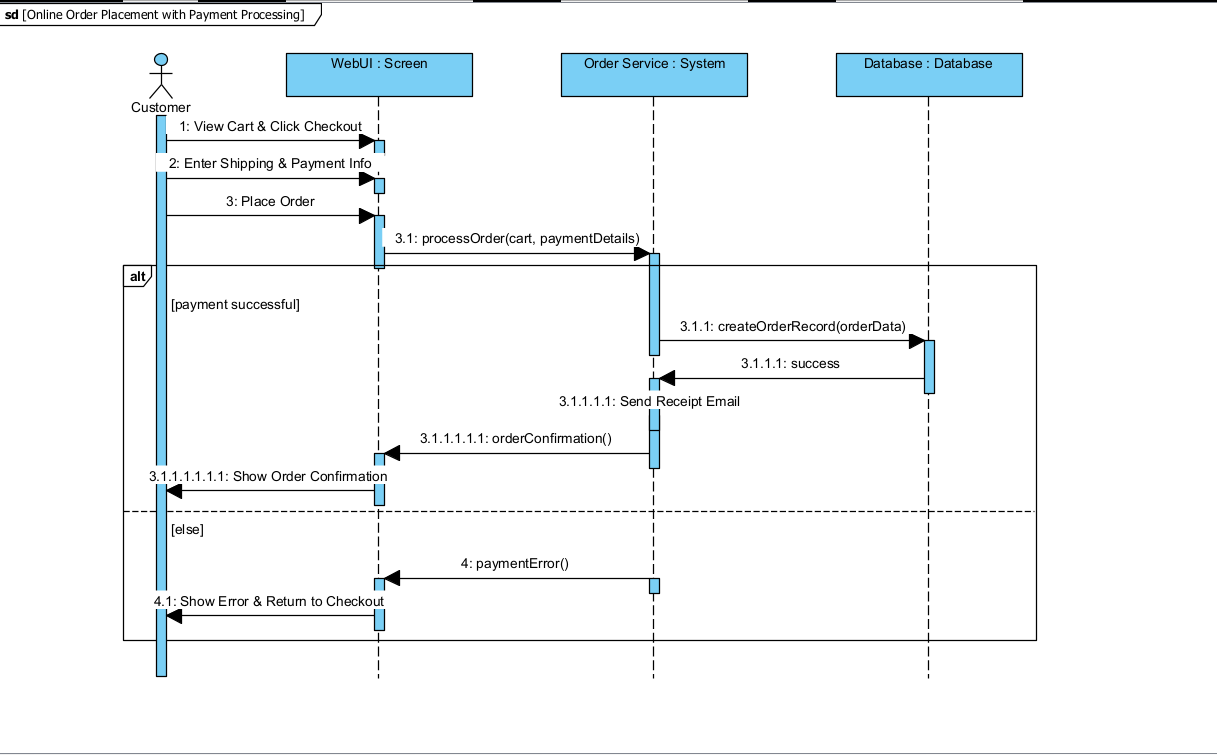 sd [Online Order Placement with Payment Processing]
WebUI : Screen
Order Service : System
Database : Database
Customer
1: View Cart & Click Checkout
2: Enter Shipping & Payment Info
3: Place Order
3.1: processOrder(cart, paymentDetails)
alt
[payment successful]
3.1.1: createOrderRecord(orderData)
3.1.1.1: success
3.1.1.1.1: Send Receipt Email
3.1.1.1.1.1: orderConfirmation()
3.1.1.1.1.1.1: Show Order Confirmation
[else]
4: paymentError()
4.1: Show Error & Return to Checkout